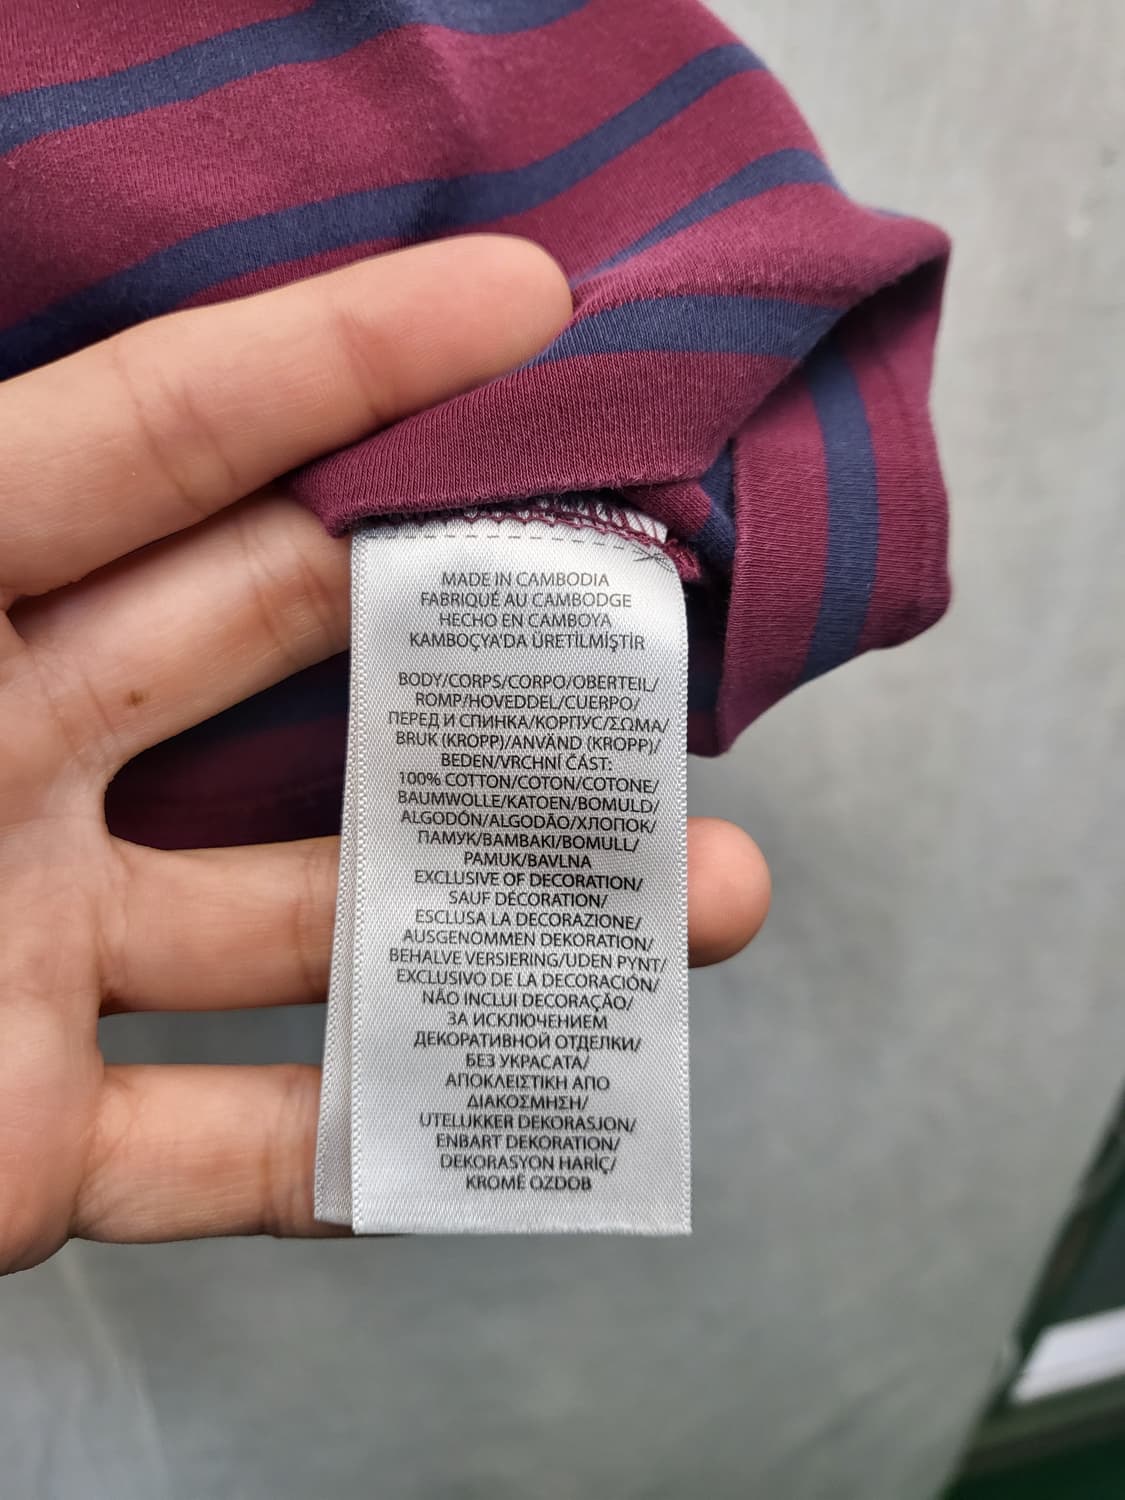 MADE IN CAMBODIA
FABRIQUÉ AU CAMBODGE
HECHO EN CAMBOYA
KAMBOÇYA'DA ÜRETİLMİŞTİR
BODY/CORPS/CORPO/OBERTEIL/
ROMP/HOVEDDEL/CUERPO/
ПЕРЕД И СПИНКА/КОРПУС/ΣΩΜΑ/
BRUK (KROPP)/ANVÄND (KROPP)/
BEDEN/VRCHNÍ ČÁST:
100% COTTON/COTON/COTONE/
BAUMWOLLE/KATOEN/BOMULD/
ALGODÓN/ALGODÃO/ХЛОПОК/
ПАМУК/BAMBAKI/BOMULL/
PAMUK/BAVLNA
EXCLUSIVE OF DECORATION/
SAUF DÉCORATION/
ESCLUSA LA DECORAZIONE/
AUSGENOMMEN DEKORATION/
BEHALVE VERSIERING/UDEN PYNT/
EXCLUSIVO DE LA DECORACIÓN/
NÃO INCLUI DECORAÇÃO/
ЗА ИСКЛЮЧЕНИЕМ
ДЕКОРАТИВНОЙ ОТДЕЛКИ/
БЕЗ УКРАСАТА/
ΑΠΟΚΛΕΙΣΤΙΚΗ ΑΠΟ
ΔΙΑΚΟΣΜΗΣΗ/
UTELUKKER DEKORASJON/
ENBART DEKORATION/
DEKORASYON HARİÇ/
KROMĚ OZDOB